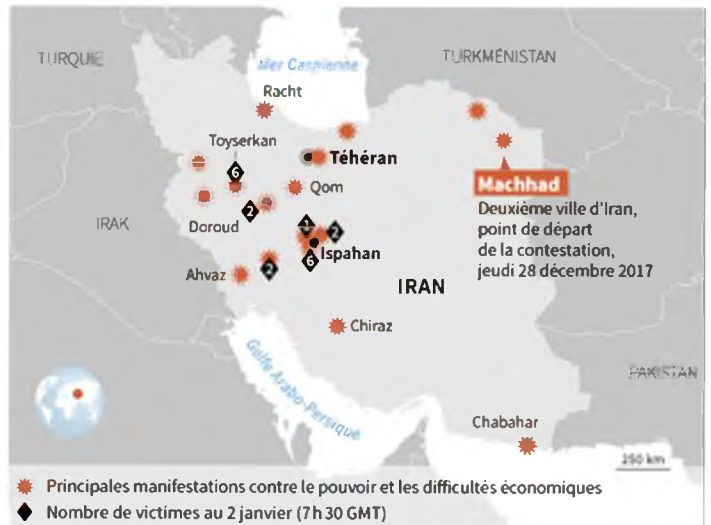 TURQUIE
Mer Caspienne
TURKMÉNISTAN
Racht
Toyserkan
6
Téhéran
Machhad
Deuxième ville d'Iran,
point de départ
de la contestation,
jeudi 28 décembre 2017
Qom
2
IRAK
Doroud
1
2
Ispahan
6
2
Ahvaz
IRAN
Chiraz
Golfe Arabo-Persique
PAKISTAN
Chabahar
250 km
Principales manifestations contre le pouvoir et les difficultés économiques
Nombre de victimes au 2 janvier (7 h 30 GMT)